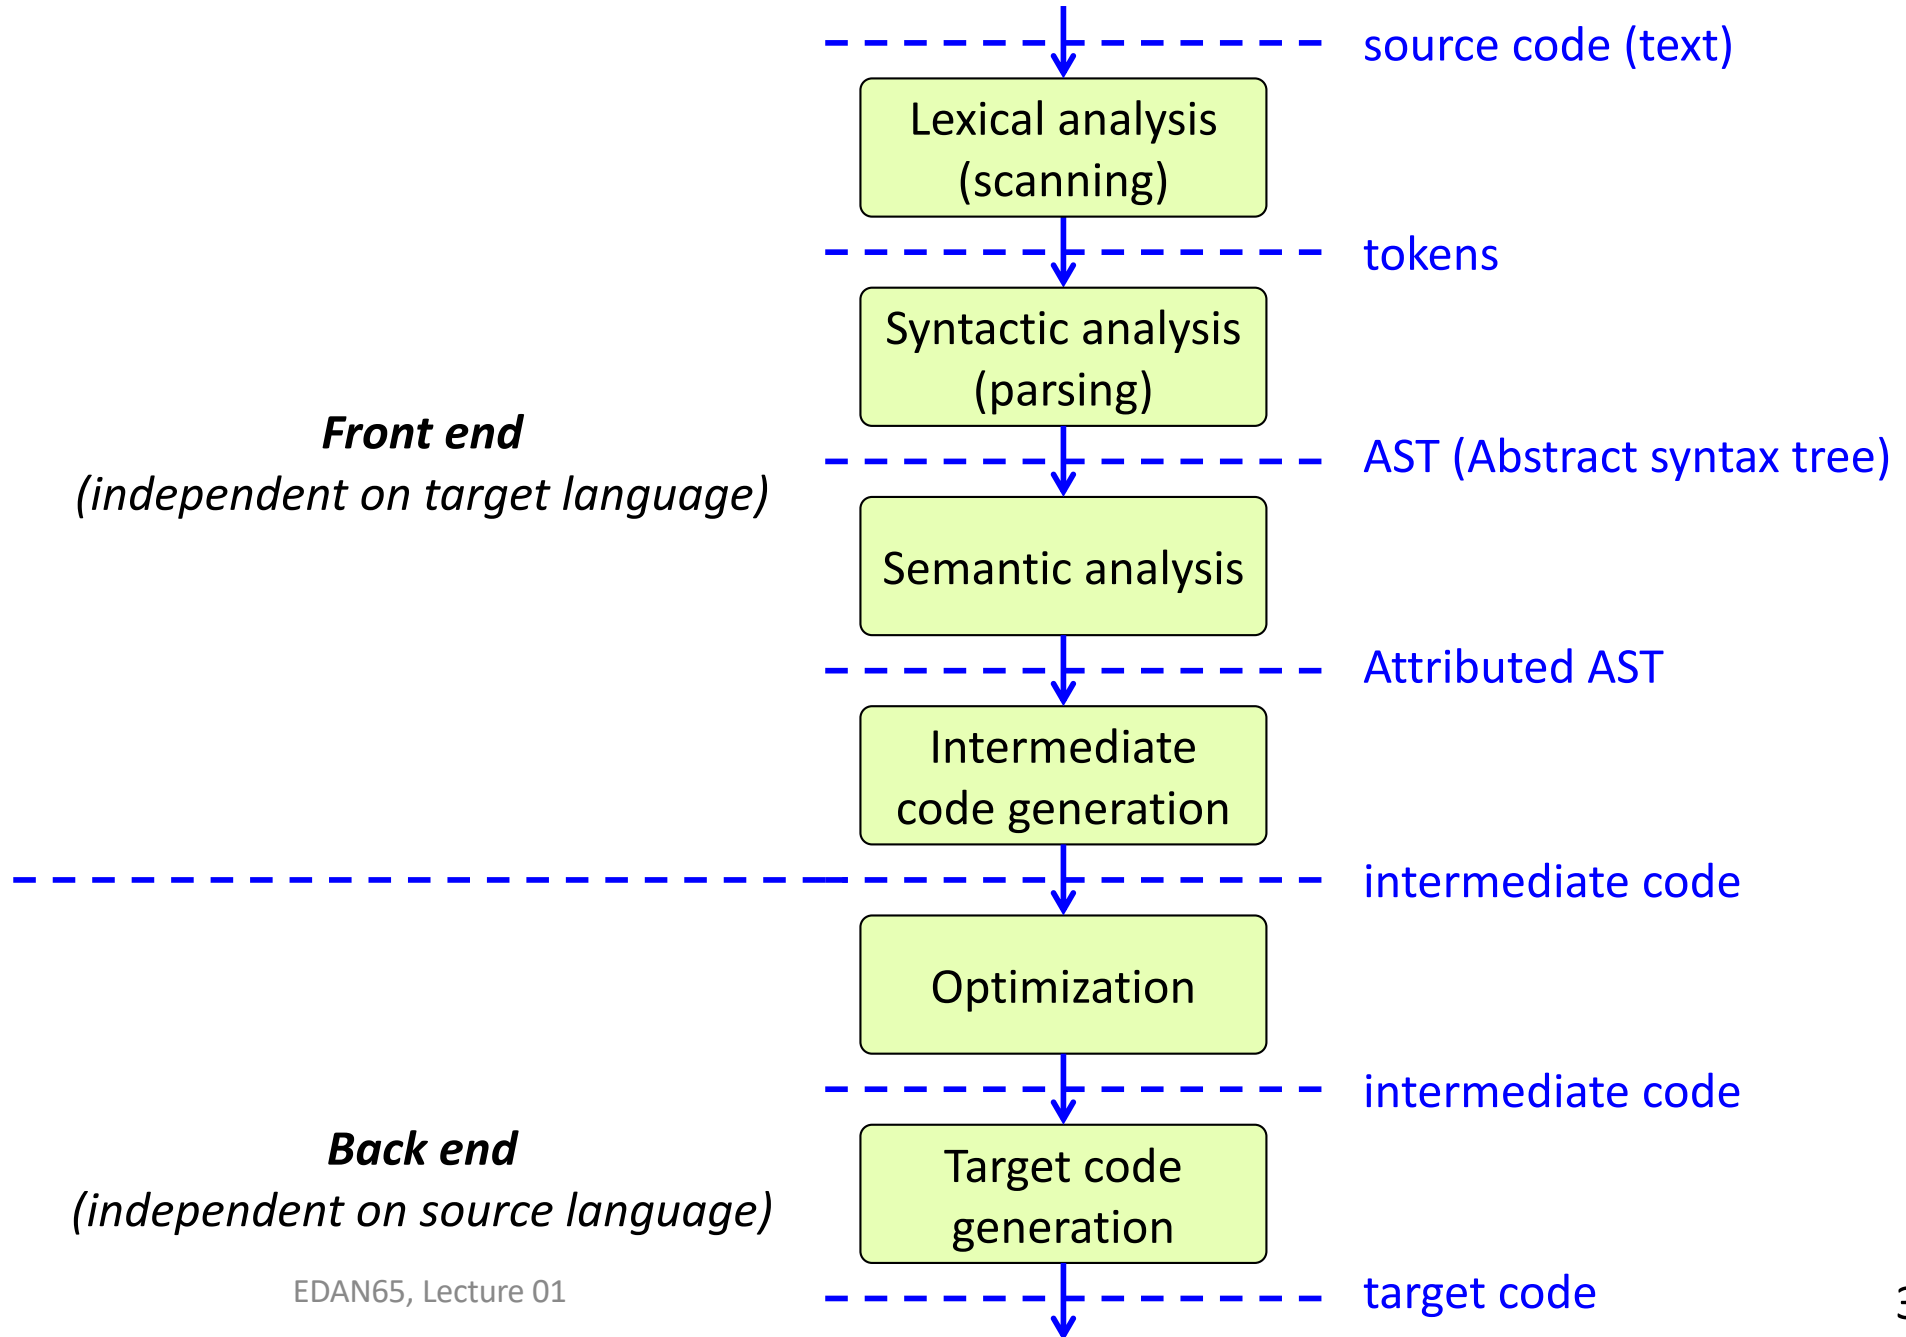 source code (text)
Lexical analysis
(scanning)
tokens
Syntactic analysis
(parsing)
Front end
(independent on target language)
AST (Abstract syntax tree)
Semantic analysis
Attributed AST
Intermediate
code generation
intermediate code
Optimization
intermediate code
Back end
(independent on source language)
Target code
generation
EDAN65, Lecture 01
target code